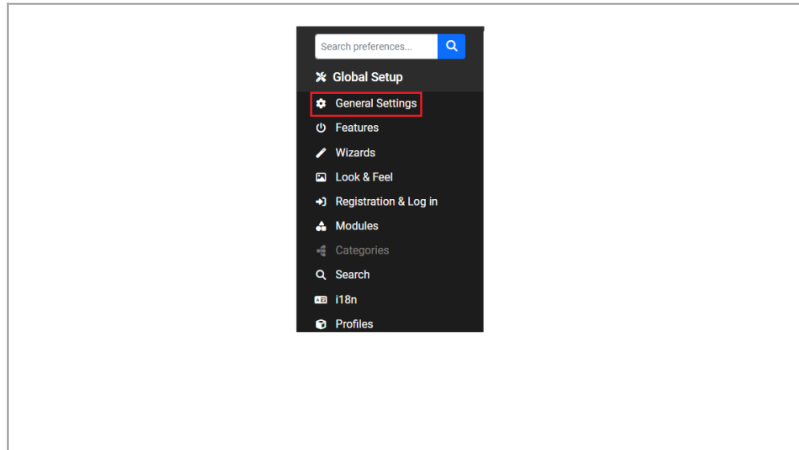 Search preferences...
Global Setup
General Settings
Features
Wizards
Look & Feel
Registration & Log in
Modules
Categories
Search
i18n
Profiles